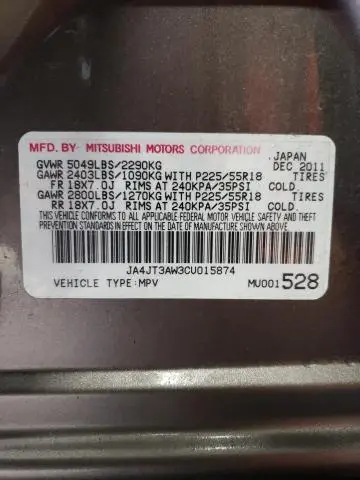 MFD. BY MITSUBISHI MOTORS CORPORATION JAPAN
GVWR 5049LBS/2290KG DEC 2011
GAWR 2403LBS/1090KG WITH P225/55R18 TIRES
FR 18X7.0J RIMS AT 240KPA/35PSI COLD.
GAWR 2800LBS/1270KG WITH P225/55R18 TIRES
RR 18X7.0J RIMS AT 240KPA/35PSI COLD.
THIS VEHICLE CONFORMS TO ALL APPLICABLE FEDERAL MOTOR VEHICLE SAFETY AND THEFT
PREVENTION STANDARDS IN EFFECT ON THE DATE OF MANUFACTURE SHOWN ABOVE.
JA4JT3AW3CU015874
VEHICLE TYPE:MPV MU001528